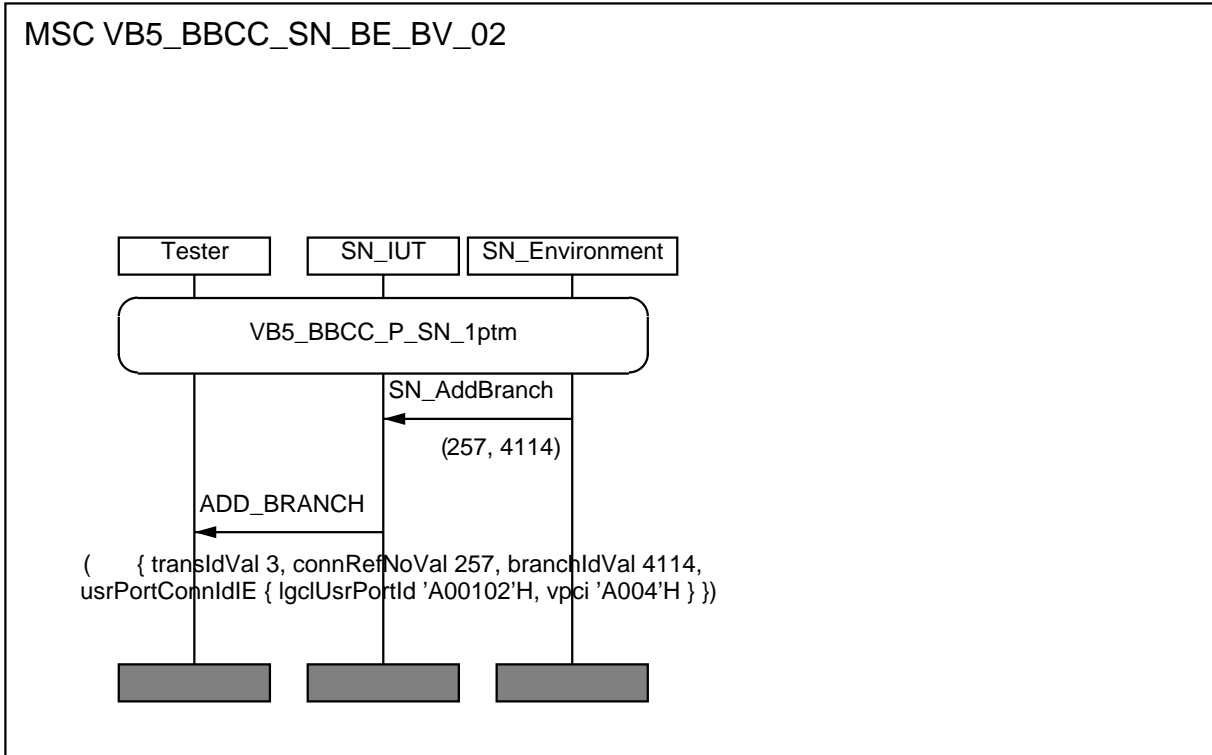 MSC VB5_BBCC_SN_BE_BV_02
Tester
SN_IUT
SN_Environment
VB5_BBCC_P_SN_1ptm
SN_AddBranch
(257, 4114)
ADD_BRANCH
( { transIdVal 3, connRefNoVal 257, branchIdVal 4114,
usrPortConnIdIE { lgclUsrPortId 'A00102'H, vpci 'A004'H } })